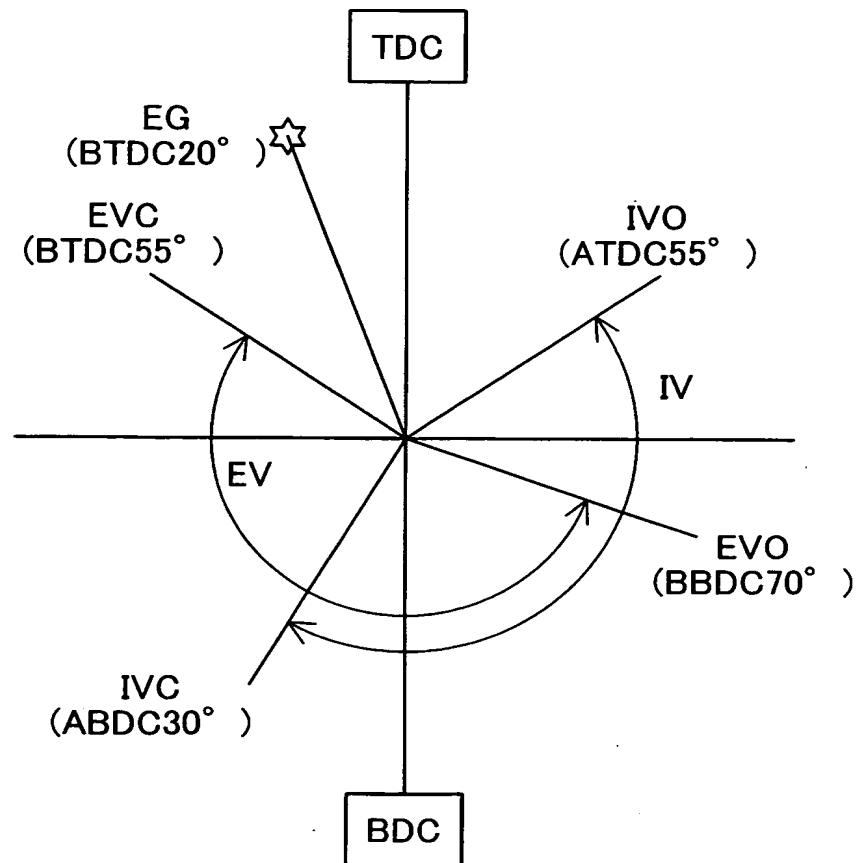 TDC
EG
(BTDC20° )
EVC
(BTDC55° )
IVO
(ATDC55° )
IV
EV
EVO
(BBDC70° )
IVC
(ABDC30° )
BDC